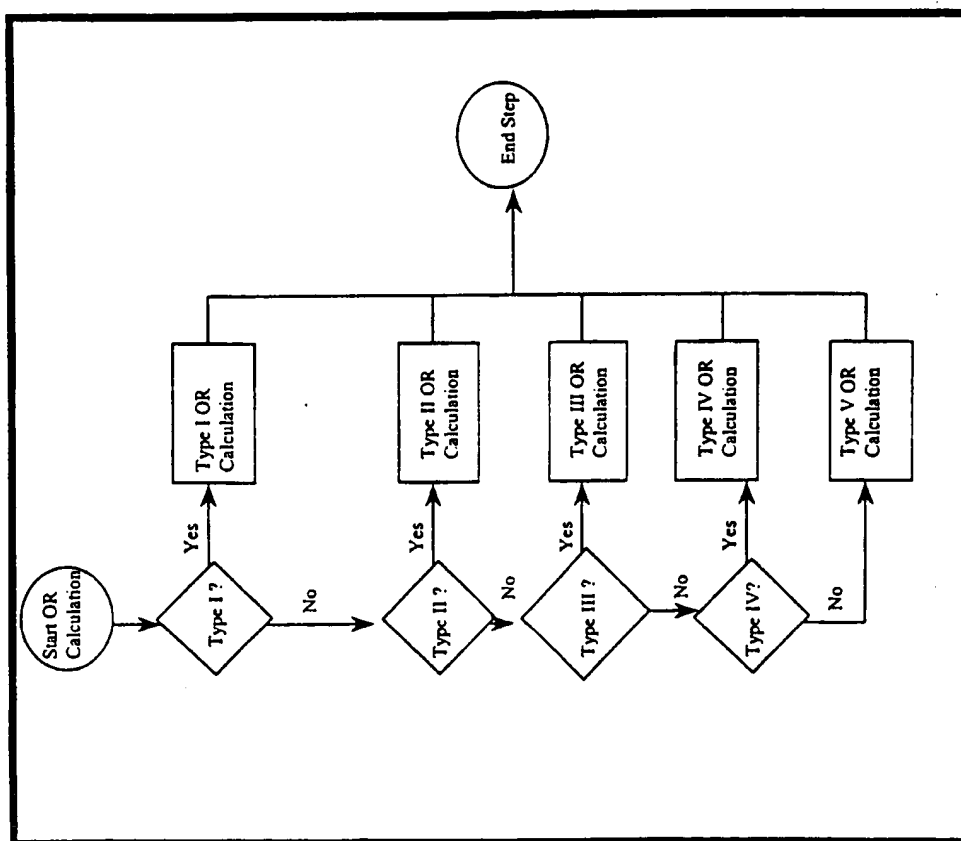 Start OR
Calculation
Type I ?
Yes
Type I OR
Calculation
No
Type II ?
Yes
Type II OR
Calculation
No
Type III ?
Yes
Type III OR
Calculation
No
Type IV?
Yes
Type IV OR
Calculation
No
Type V OR
Calculation
End Step